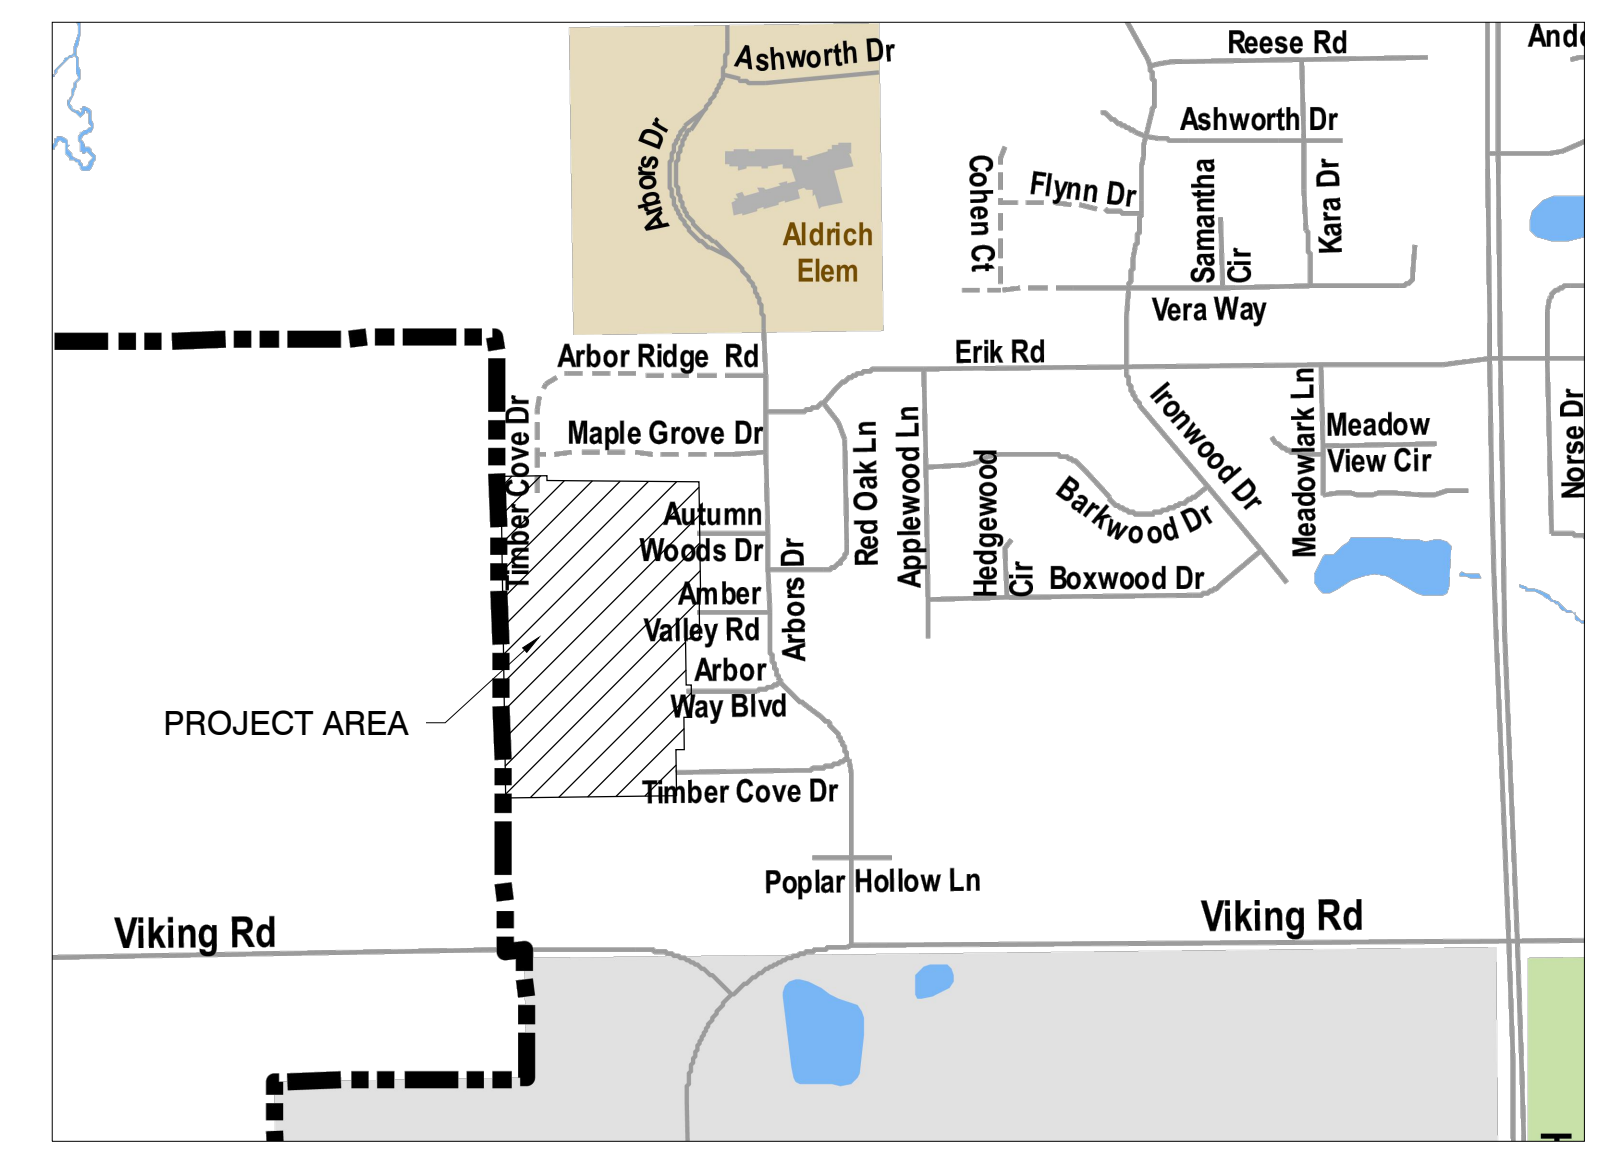 Ashworth Dr
Reese Rd
Arbors Dr
Ashworth Dr
Cohen Ct
Flynn Dr
Samantha
Cir
Kara Dr
Aldrich
Elem
Vera Way
Arbor Ridge Rd
Erik Rd
Timber Cove Dr
Maple Grove Dr
Red Oak Ln
Applewood Ln
Ironwood Dr
Meadowlark Ln
Meadow
View Cir
Norse Dr
Hedgewood
Cir
Barkwood Dr
Autumn
Woods Dr
Arbors Dr
Boxwood Dr
Amber
Valley Rd
Arbor
Way Blvd
PROJECT AREA
Timber Cove Dr
Poplar Hollow Ln
Viking Rd
Viking Rd